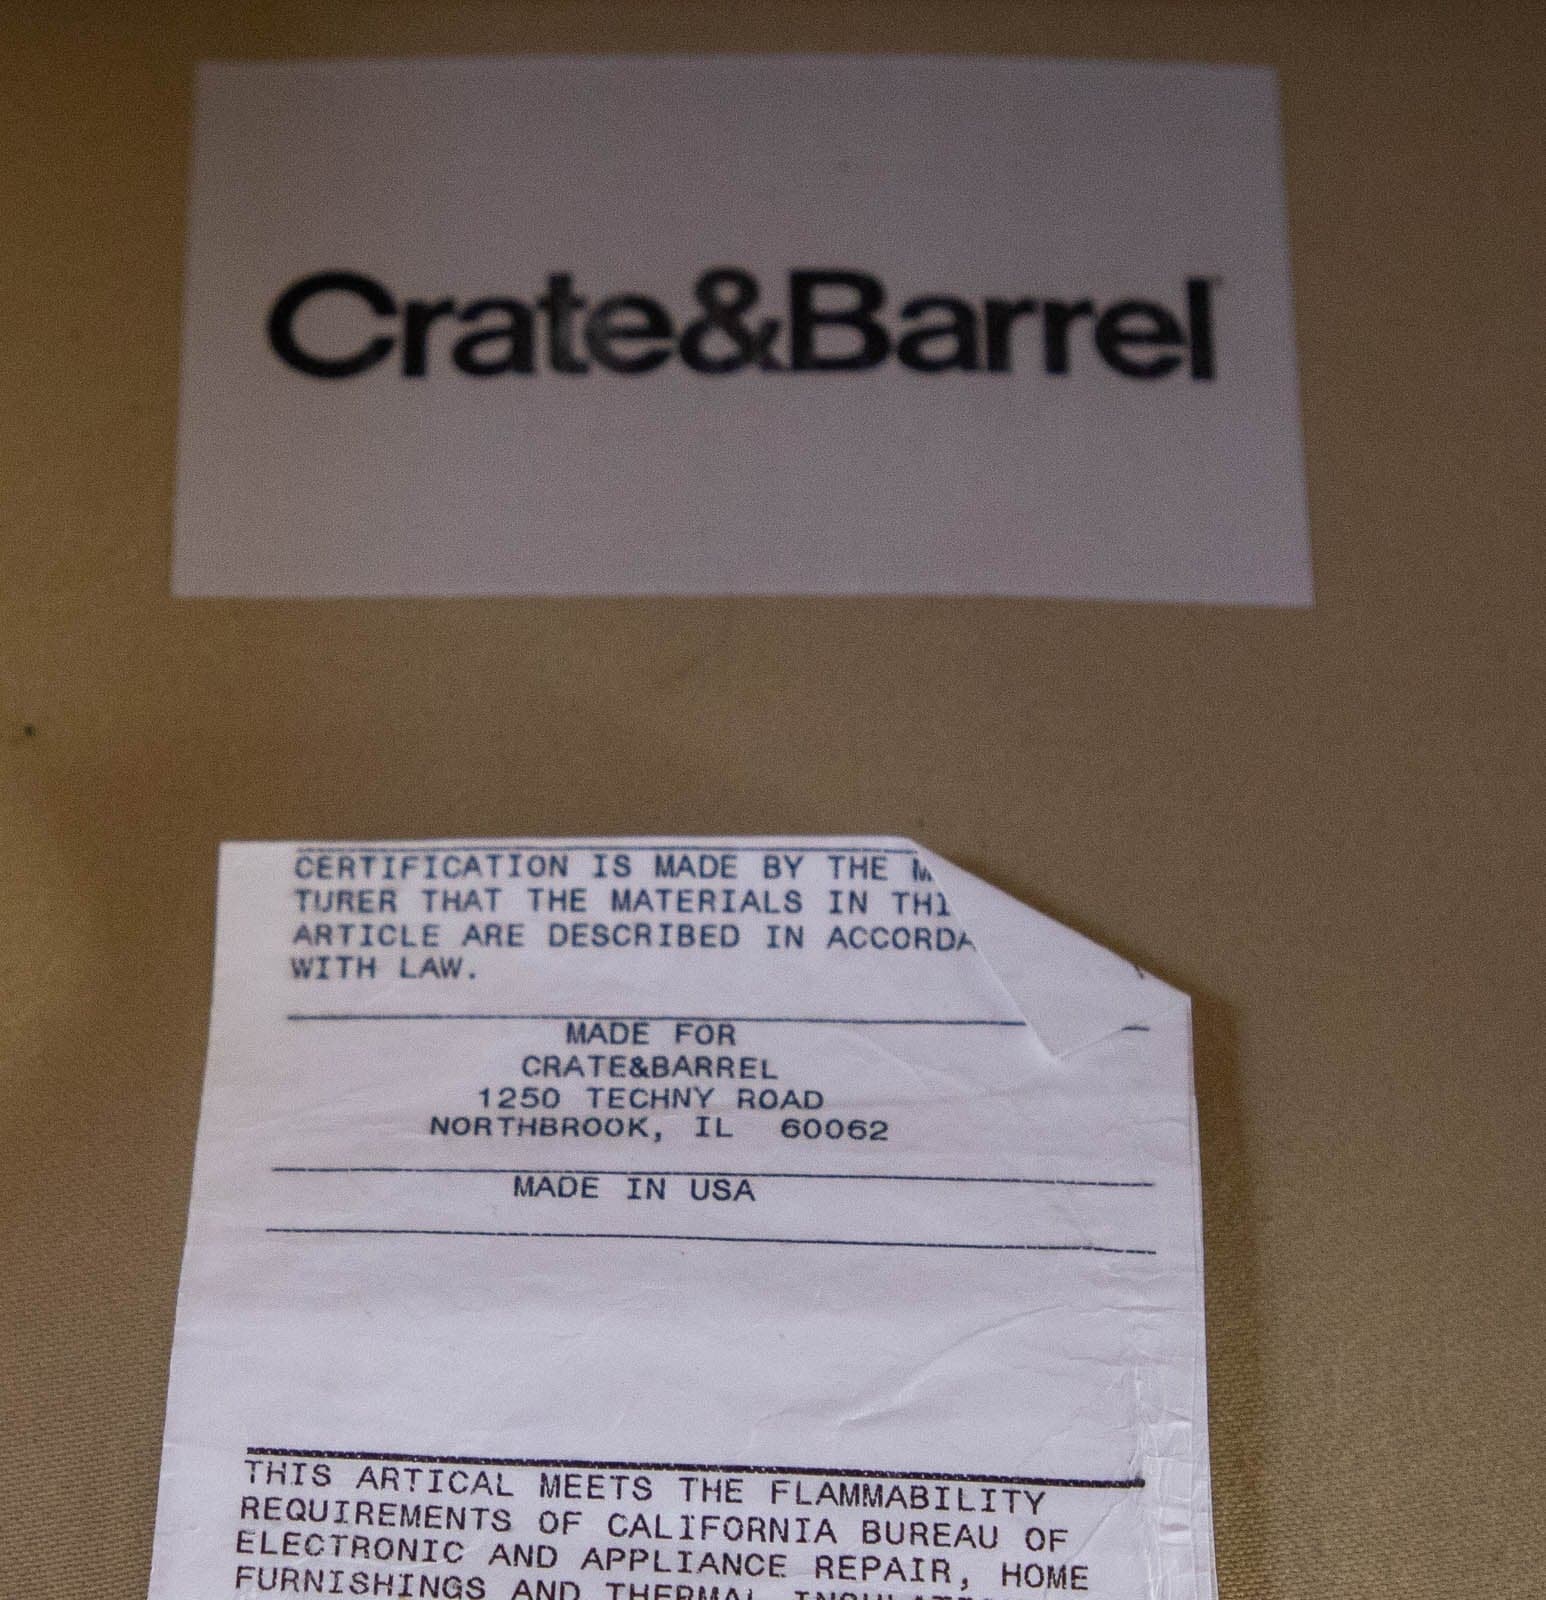 Crate&Barrel
CERTIFICATION IS MADE BY THE
TURER THAT THE MATERIALS IN
ARTICLE ARE DESCRIBED IN
WITH LAW.
MADE FOR
CRATE&BARREL
1250 TECHNY ROAD
NORTHBROOK, IL 60062
MADE IN USA
THIS ARTICAL MEETS THE FLAMMABILITY
REQUIREMENTS OF CALIFORNIA BUREAU OF
ELECTRONIC AND APPLIANCE REPAIR, HOME
FURNISHINGS AND THERMAL